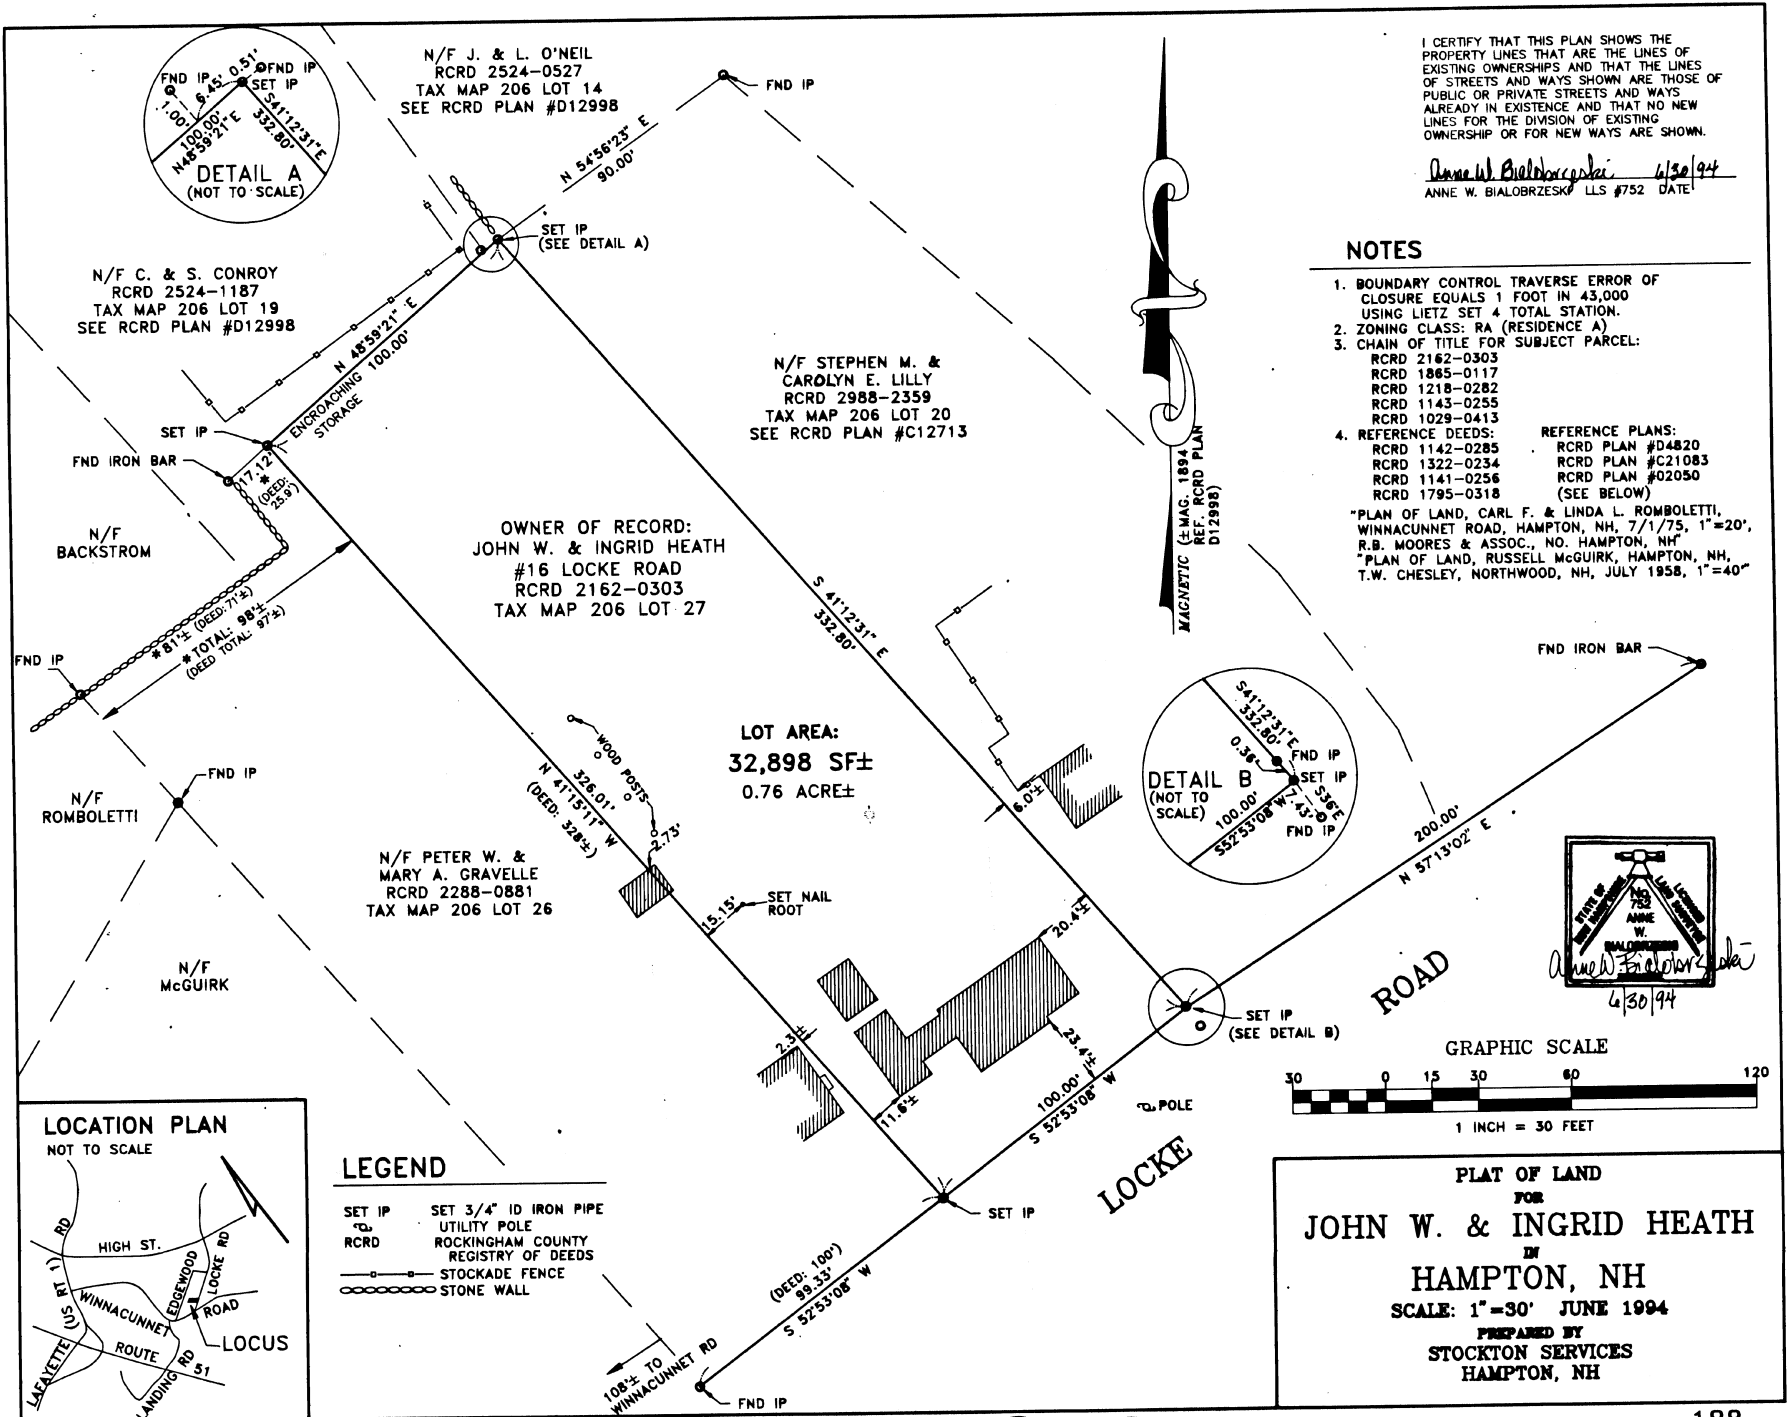 FND IP
6.45'
0.51'
FND IP
SET IP
1.00'
100.00'
N48°59'21"E
S41°12'31"E
332.80'
DETAIL A
(NOT TO SCALE)
N/F J. & L. O'NEIL
RCRD 2524-0527
TAX MAP 206 LOT 14
SEE RCRD PLAN #D12998
FND IP
N 54°56'23" E
90.00'
SET IP
(SEE DETAIL A)
I CERTIFY THAT THIS PLAN SHOWS THE
PROPERTY LINES THAT ARE THE LINES OF
EXISTING OWNERSHIPS AND THAT THE LINES
OF STREETS AND WAYS SHOWN ARE THOSE OF
PUBLIC OR PRIVATE STREETS AND WAYS
ALREADY IN EXISTENCE AND THAT NO NEW
LINES FOR THE DIVISION OF EXISTING
OWNERSHIP OR FOR NEW WAYS ARE SHOWN.
Anne W. Bialobrzeski 6/30/94
ANNE W. BIALOBRZESKI LLS #752 DATE
N/F C. & S. CONROY
RCRD 2524-1187
TAX MAP 206 LOT 19
SEE RCRD PLAN #D12998
N 48°59'21" E
100.00'
ENCROACHING
STORAGE
SET IP
FND IRON BAR
17.12'
*
(DEED:
25.9')
N/F
BACKSTROM
N/F STEPHEN M. &
CAROLYN E. LILLY
RCRD 2988-2359
TAX MAP 206 LOT 20
SEE RCRD PLAN #C12713
MAGNETIC (± MAG. 1894
REF. RCRD PLAN
D12998)
NOTES
1. BOUNDARY CONTROL TRAVERSE ERROR OF
CLOSURE EQUALS 1 FOOT IN 43,000
USING LIETZ SET 4 TOTAL STATION.
2. ZONING CLASS: RA (RESIDENCE A)
3. CHAIN OF TITLE FOR SUBJECT PARCEL:
RCRD 2162-0303
RCRD 1865-0117
RCRD 1218-0282
RCRD 1143-0255
RCRD 1029-0413
4. REFERENCE DEEDS: REFERENCE PLANS:
RCRD 1142-0285 RCRD PLAN #D4820
RCRD 1322-0234 RCRD PLAN #C21083
RCRD 1141-0256 RCRD PLAN #02050
RCRD 1795-0318 (SEE BELOW)
"PLAN OF LAND, CARL F. & LINDA L. ROMBOLETTI,
WINNACUNNET ROAD, HAMPTON, NH, 7/1/75, 1"=20',
R.B. MOORES & ASSOC., NO. HAMPTON, NH"
"PLAN OF LAND, RUSSELL McGUIRK, HAMPTON, NH,
T.W. CHESLEY, NORTHWOOD, NH, JULY 1958, 1"=40'"
OWNER OF RECORD:
JOHN W. & INGRID HEATH
#16 LOCKE ROAD
RCRD 2162-0303
TAX MAP 206 LOT 27
*81'± (DEED: 71'±)
*TOTAL: 98'±
(DEED TOTAL: 97'±)
FND IP
S 41°12'31" E
332.80'
FND IRON BAR
FND IP
N/F
ROMBOLETTI
WOOD POSTS
N 41°15'11" W
326.01'
(DEED: 328'±)
2.73'
LOT AREA:
32,898 SF±
0.76 ACRE±
6.0'±
S41°12'31"E
332.80'
0.36'
FND IP
SET IP
DETAIL B
(NOT TO
SCALE)
100.00'
S52°53'08"W
7.43'
S36°E
FND IP
200.00'
N 57°13'02" E
N/F PETER W. &
MARY A. GRAVELLE
RCRD 2288-0881
TAX MAP 206 LOT 26
SET NAIL
ROOT
15.15'
20.4'±
STATE OF
NEW HAMPSHIRE
LICENSED
LAND SURVEYOR
No.
752
ANNE
W.
BIALOBRZESKI
Anne W. Bialobrzeski
6/30/94
N/F
McGUIRK
ROAD
SET IP
(SEE DETAIL B)
2.3'±
23.4'±
11.6'±
100.00'
S 52°53'08" W
POLE
LOCKE
SET IP
GRAPHIC SCALE
30 0 15 30 60 120
1 INCH = 30 FEET
LOCATION PLAN
NOT TO SCALE
HIGH ST.
LAFAYETTE (US RT 1) RD
WINNACUNNET
ROAD
EDGEWOOD
LOCKE RD
LOCUS
ROUTE 51
LANDING RD
LEGEND
SET IP SET 3/4" ID IRON PIPE
UTILITY POLE
RCRD ROCKINGHAM COUNTY
REGISTRY OF DEEDS
STOCKADE FENCE
STONE WALL
(DEED: 100')
99.33'
S 52°53'08" W
108'± TO
WINNACUNNET RD
FND IP
PLAT OF LAND
FOR
JOHN W. & INGRID HEATH
IN
HAMPTON, NH
SCALE: 1"=30' JUNE 1994
PREPARED BY
STOCKTON SERVICES
HAMPTON, NH